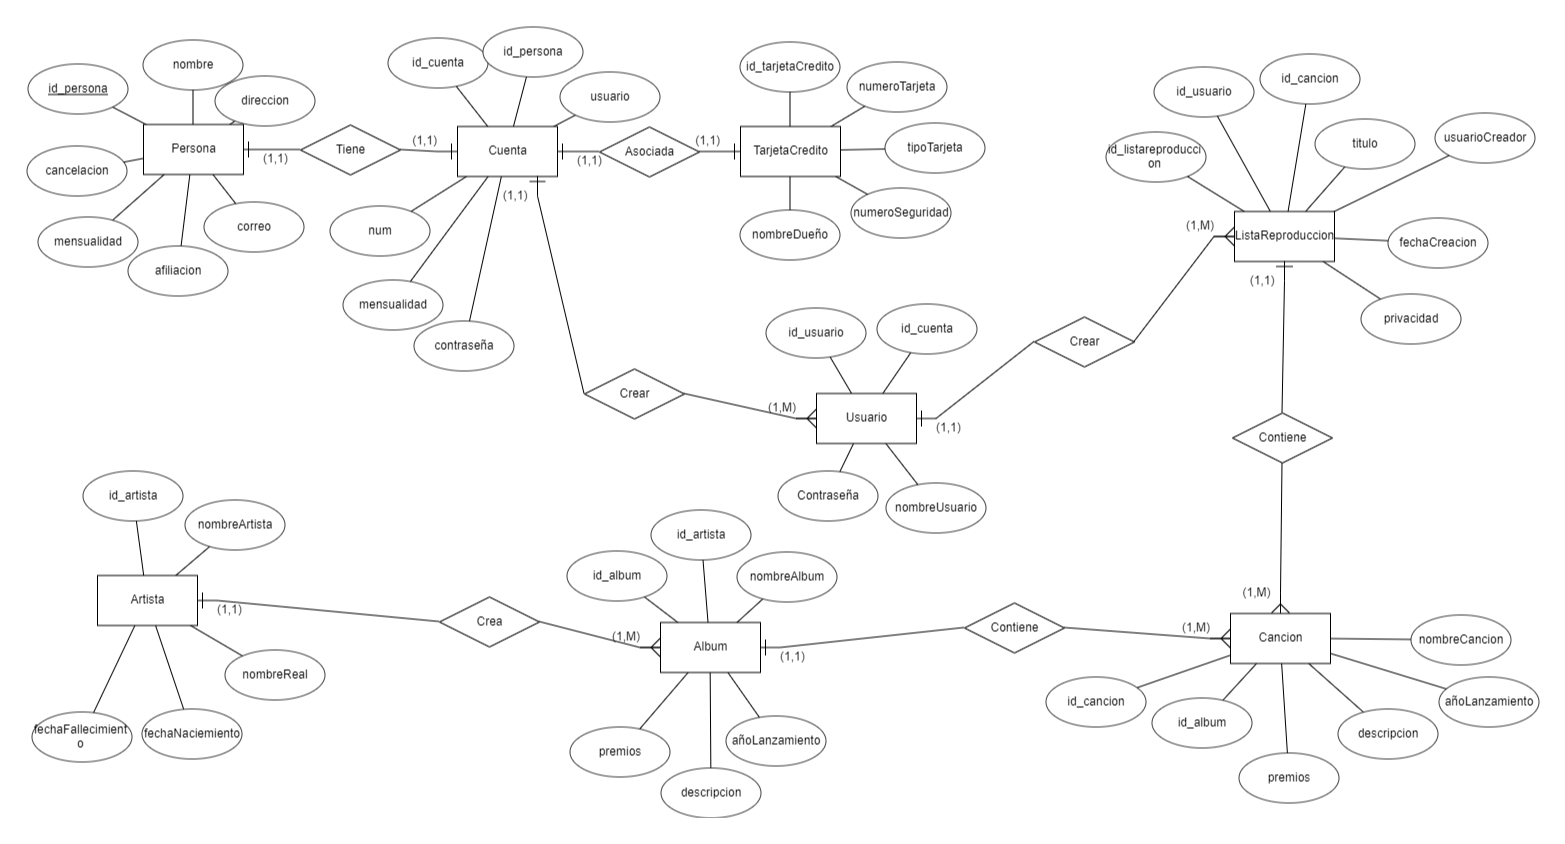 id_persona
nombre
direccion
Persona
cancelacion
mensualidad
afiliacion
correo
(1,1)
Tiene
(1,1)
id_cuenta
id_persona
usuario
Cuenta
num
mensualidad
contraseña
(1,1)
(1,1)
Asociada
(1,1)
id_tarjetaCredito
numeroTarjeta
tipoTarjeta
TarjetaCredito
numeroSeguridad
nombreDueño
id_usuario
id_cancion
titulo
usuarioCreador
id_listareproducci
on
(1,M)
ListaReproduccion
fechaCreacion
privacidad
(1,1)
Crear
Crear
(1,M)
id_usuario
id_cuenta
Usuario
(1,1)
Contraseña
nombreUsuario
Contiene
id_artista
nombreArtista
Artista
(1,1)
nombreReal
fechaFallecimient
o
fechaNaciemiento
Crea
(1,M)
id_album
id_artista
nombreAlbum
Album
(1,1)
premios
descripcion
añoLanzamiento
Contiene
(1,M)
(1,M)
Cancion
nombreCancion
añoLanzamiento
id_cancion
id_album
descripcion
premios